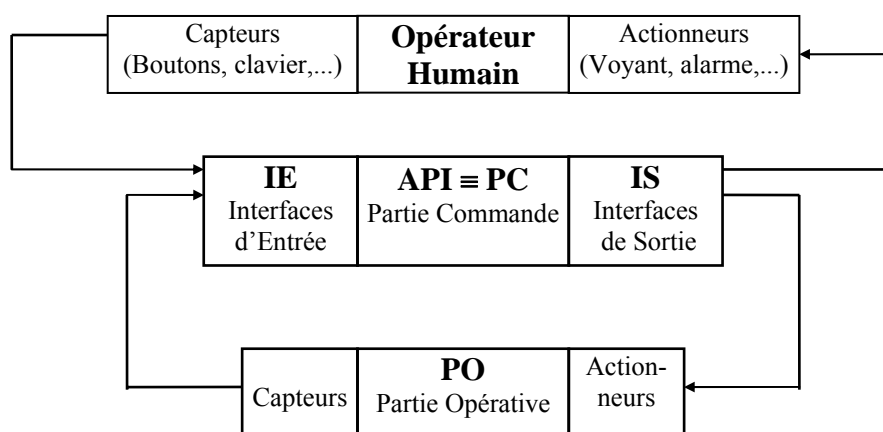 Capteurs
(Boutons, clavier,...)
Opérateur
Humain
Actionneurs
(Voyant, alarme,...)
IE
Interfaces
d’Entrée
API ≡ PC
Partie Commande
IS
Interfaces
de Sortie
Capteurs
PO
Partie Opérative
Action-
neurs